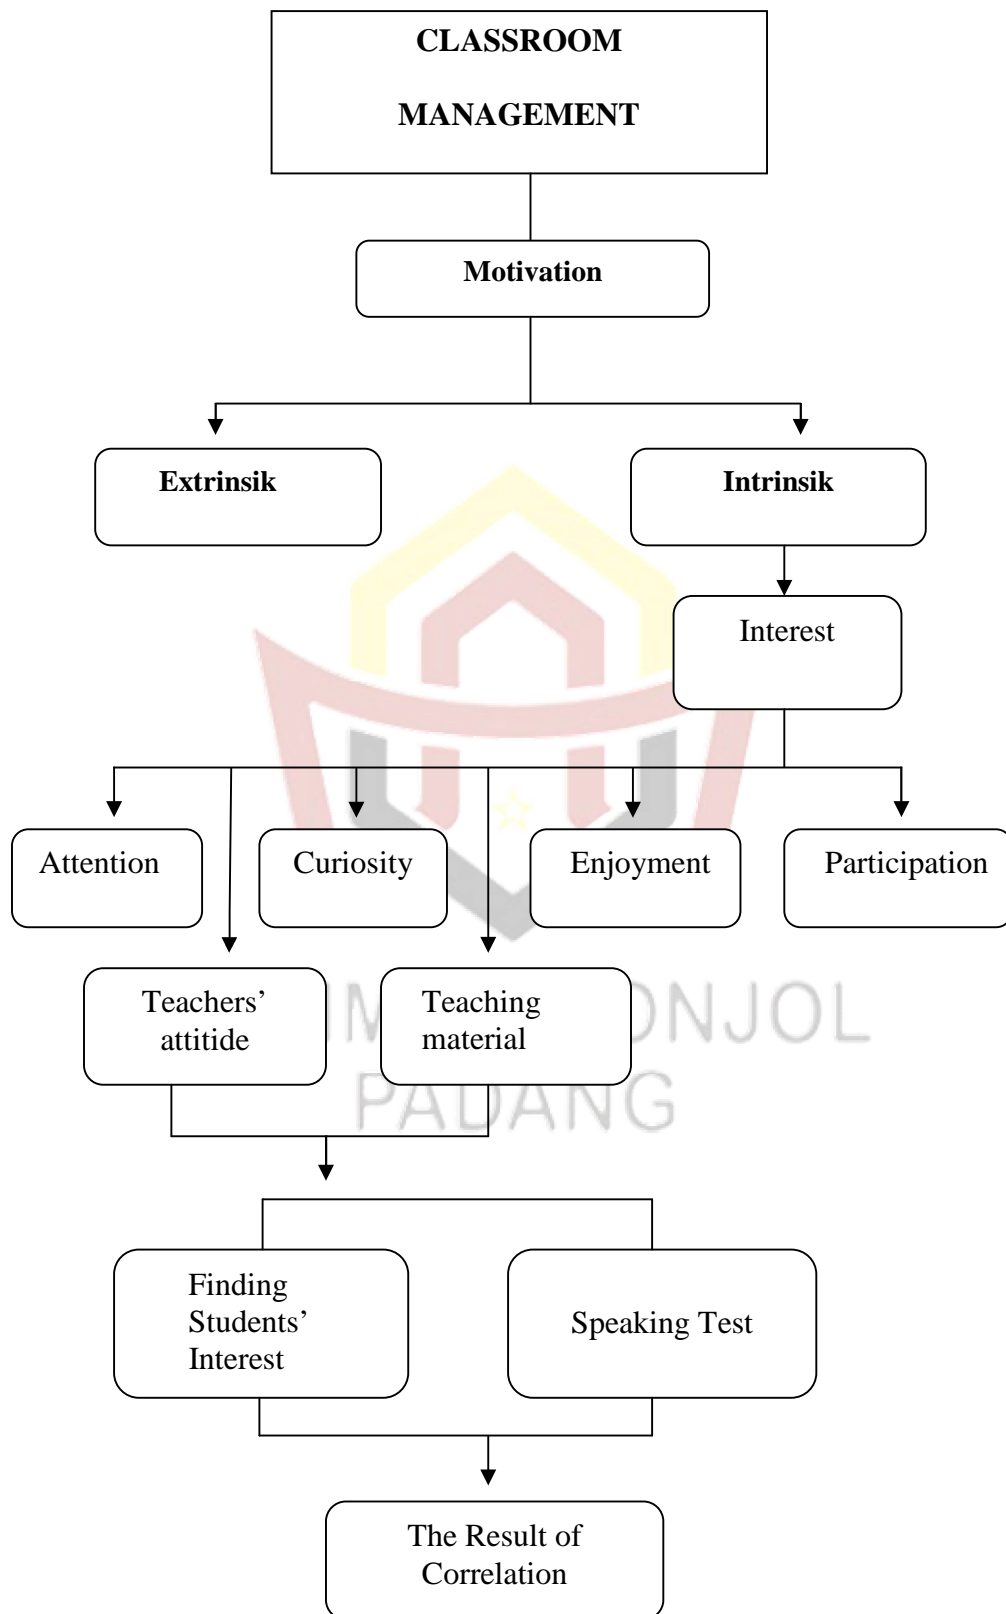 CLASSROOM
MANAGEMENT
Motivation
Extrinsik
Intrinsik
Interest
Attention
Curiosity
Enjoyment
Participation
Teachers’
attitide
Teaching
material
ONJOL
PADANG
Finding
Students’
Interest
Speaking Test
The Result of
Correlation